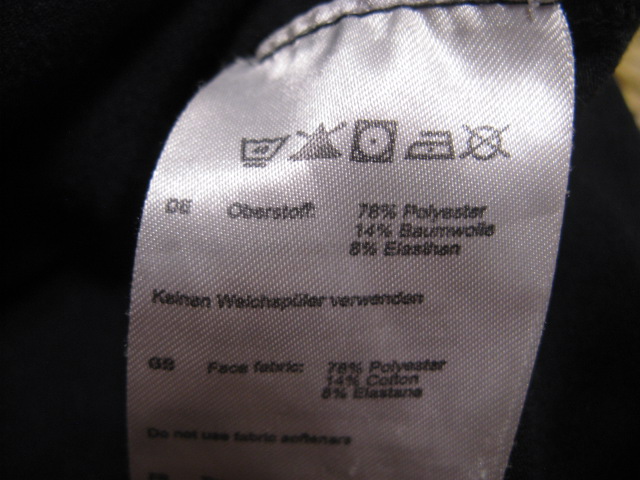 40
DE Oberstoff: 78% Polyester
14% Baumwolle
8% Elasthan
Keinen Weichspüler verwenden
GB Face fabric: 78% Polyester
14% Cotton
8% Elastane
Do not use fabric softeners